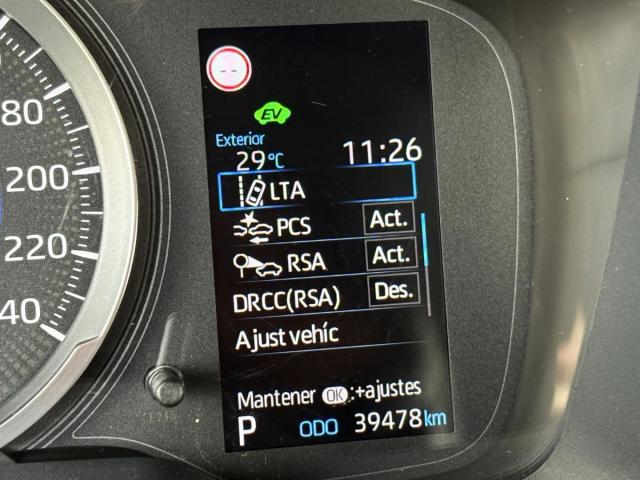 80
200
220
40
--
EV
Exterior
29°C 11:26
LTA
PCS Act.
RSA Act.
DRCC(RSA) Des.
Ajust vehíc
Mantener OK:+ajustes
P ODO 39478km